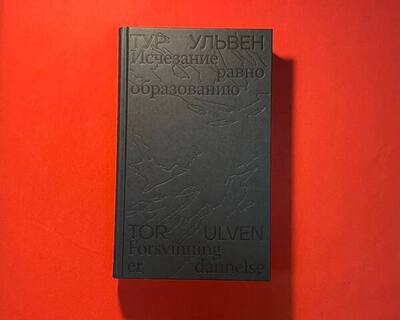 ТУР УЛЬВЕН
Исчезание
равно
образованию
TOR ULVEN
Forsvinning
er dannelse